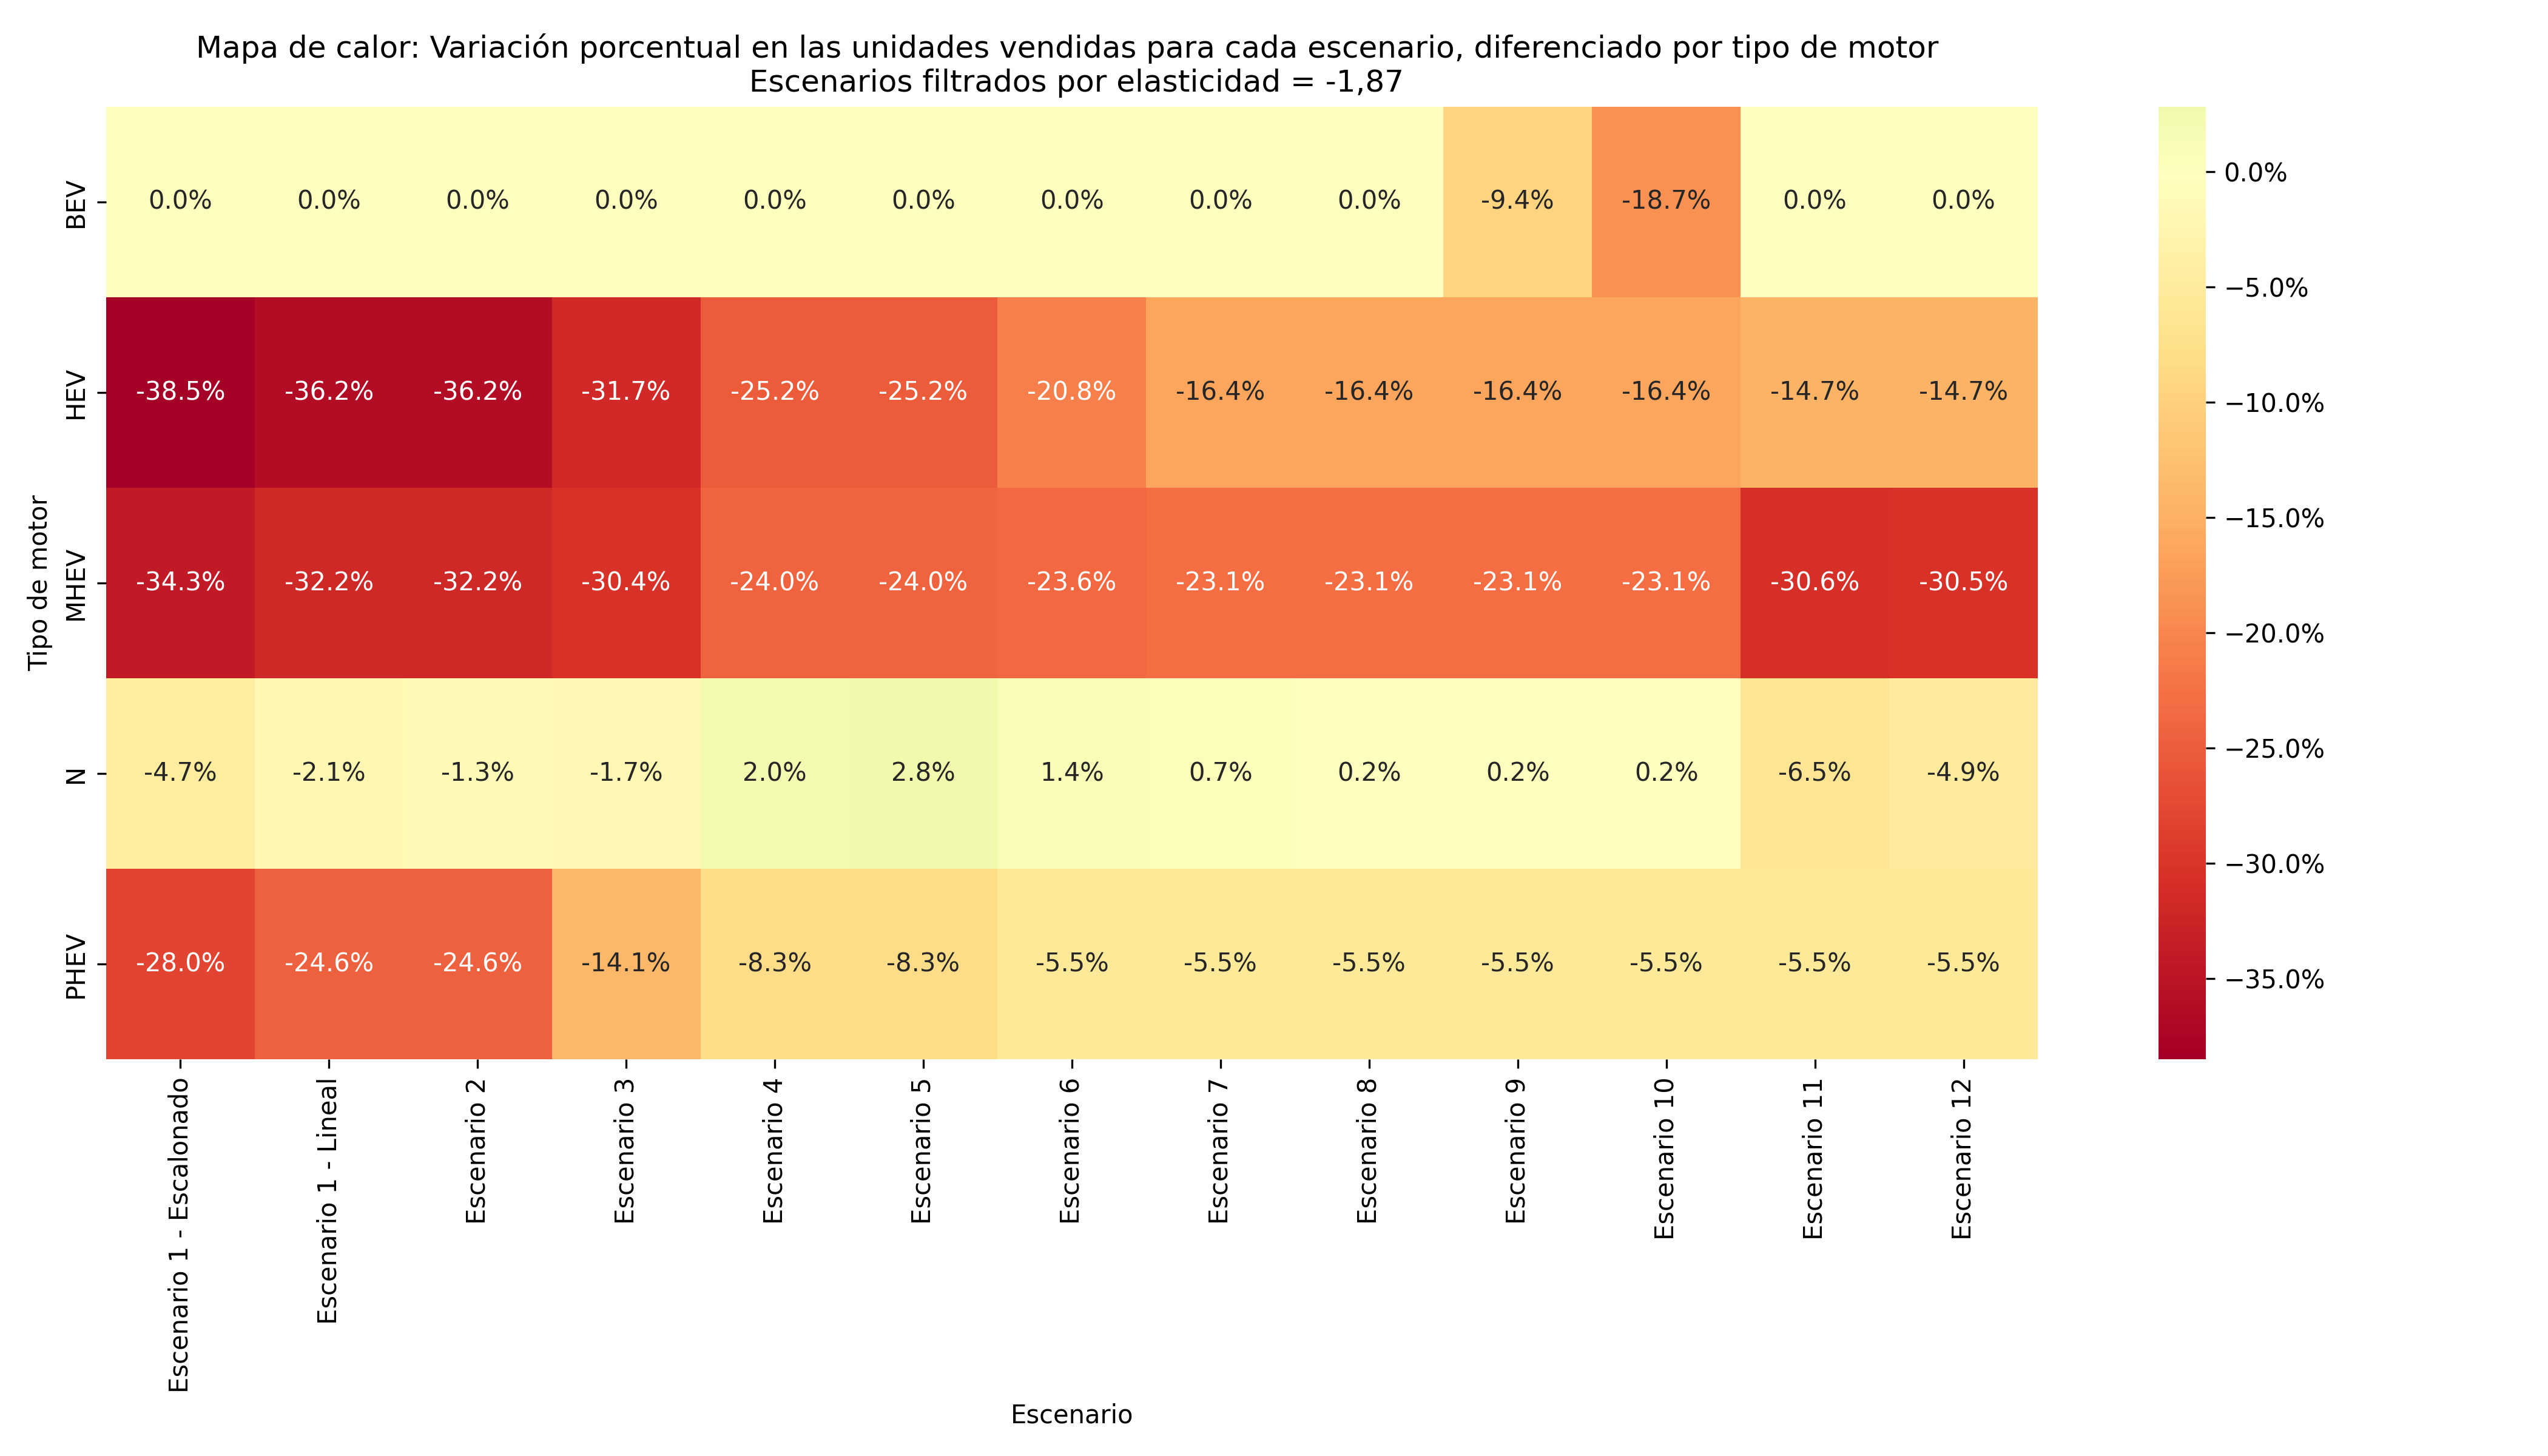 Mapa de calor: Variación porcentual en las unidades vendidas para cada escenario, diferenciado por tipo de motor
Escenarios filtrados por elasticidad = -1,87
Tipo de motor
BEV
0.0% 0.0% 0.0% 0.0% 0.0% 0.0% 0.0% 0.0% 0.0% -9.4% -18.7% 0.0% 0.0%
HEV
-38.5% -36.2% -36.2% -31.7% -25.2% -25.2% -20.8% -16.4% -16.4% -16.4% -16.4% -14.7% -14.7%
MHEV
-34.3% -32.2% -32.2% -30.4% -24.0% -24.0% -23.6% -23.1% -23.1% -23.1% -23.1% -30.6% -30.5%
N
-4.7% -2.1% -1.3% -1.7% 2.0% 2.8% 1.4% 0.7% 0.2% 0.2% 0.2% -6.5% -4.9%
PHEV
-28.0% -24.6% -24.6% -14.1% -8.3% -8.3% -5.5% -5.5% -5.5% -5.5% -5.5% -5.5% -5.5%
Escenario 1 - Escalonado
Escenario 1 - Lineal
Escenario 2
Escenario 3
Escenario 4
Escenario 5
Escenario 6
Escenario 7
Escenario 8
Escenario 9
Escenario 10
Escenario 11
Escenario 12
Escenario
0.0%
−5.0%
−10.0%
−15.0%
−20.0%
−25.0%
−30.0%
−35.0%